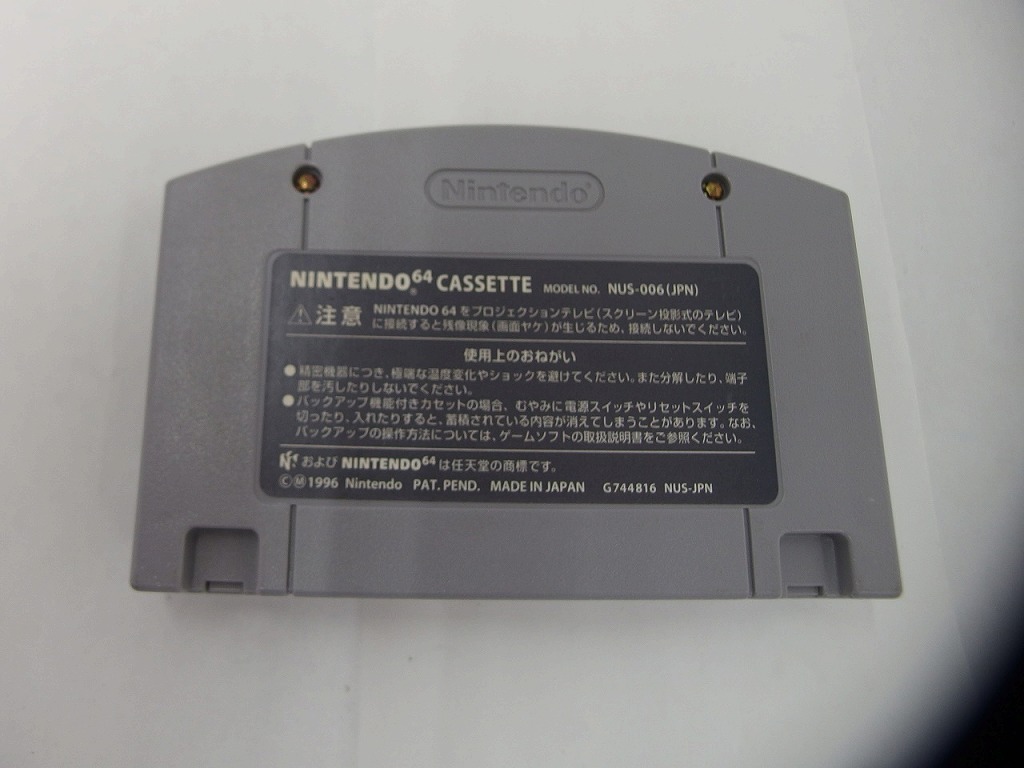 Nintendo
NINTENDO64 CASSETTE MODEL NO. NUS-006(JPN)
注意 NINTENDO 64をプロジェクションテレビ(スクリーン投影式のテレビ)
に接続すると残像現象(画面ヤケ)が生じるため、接続しないでください。
使用上のおねがい
●精密機器につき、極端な温度変化やショックを避けてください。また分解したり、端子
部を汚したりしないでください。
●バックアップ機能付きカセットの場合、むやみに電源スイッチやリセットスイッチを
切ったり、入れたりすると、蓄積されている内容が消えてしまうことがあります。なお、
バックアップの操作方法については、ゲームソフトの取扱説明書をご参照ください。
および NINTENDO64 は任天堂の商標です。
ⒸⓂ1996 Nintendo PAT. PEND. MADE IN JAPAN G744816 NUS-JPN